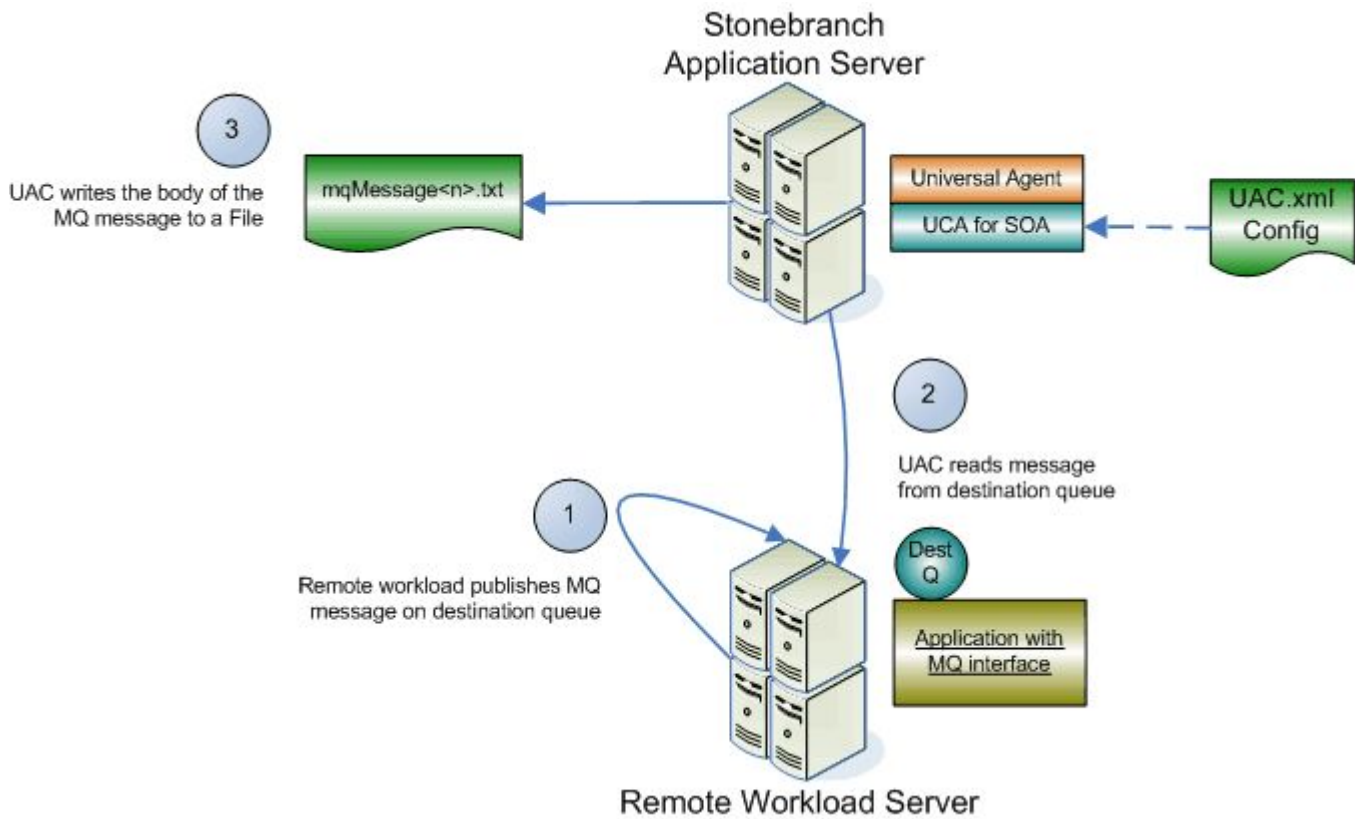 Stonebranch
Application Server
3
UAC writes the body of the
MQ message to a File
mqMessage<n>.txt
Universal Agent
UCA for SOA
UAC.xml
Config
2
UAC reads message
from destination queue
1
Remote workload publishes MQ
message on destination queue
Dest
Q
Application with
MQ interface
Remote Workload Server